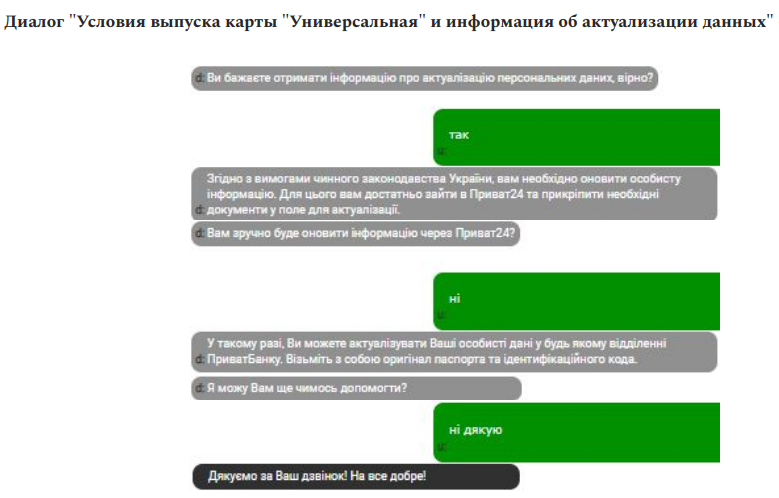 Диалог "Условия выпуска карты "Универсальная" и информация об актуализации данных"
d: Ви бажаєте отримати інформацію про актуалізацію персональних даних, вірно?
так
u:
Згідно з вимогами чинного законодавства України, вам необхідно оновити особисту
інформацію. Для цього вам достатньо зайти в Приват24 та прикріпити необхідні
d: документи у поле для актуалізації.
d: Вам зручно буде оновити інформацію через Приват24?
ні
u:
У такому разі, Ви можете актуалізувати Ваші особисті дані у будь якому відділенні
d: ПриватБанку. Візьміть з собою оригінал паспорта та ідентифікаційного кода.
d: Я можу Вам ще чимось допомогти?
ні дякую
u:
Дякуємо за Ваш дзвінок! На все добре!